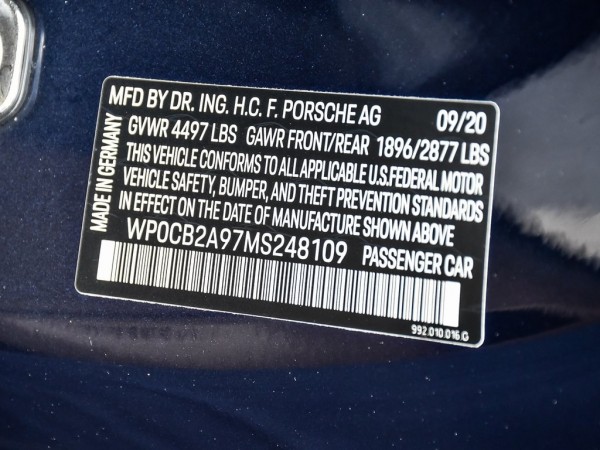 MFD BY DR. ING. H.C. F. PORSCHE AG 09/20
GVWR 4497 LBS GAWR FRONT/REAR 1896/2877 LBS
THIS VEHICLE CONFORMS TO ALL APPLICABLE U.S.FEDERAL MOTOR
VEHICLE SAFETY, BUMPER, AND THEFT PREVENTION STANDARDS
IN EFFECT ON THE DATE OF MANUFACTURE SHOWN ABOVE.
WP0CB2A97MS248109 PASSENGER CAR
992.010.016.G
MADE IN GERMANY